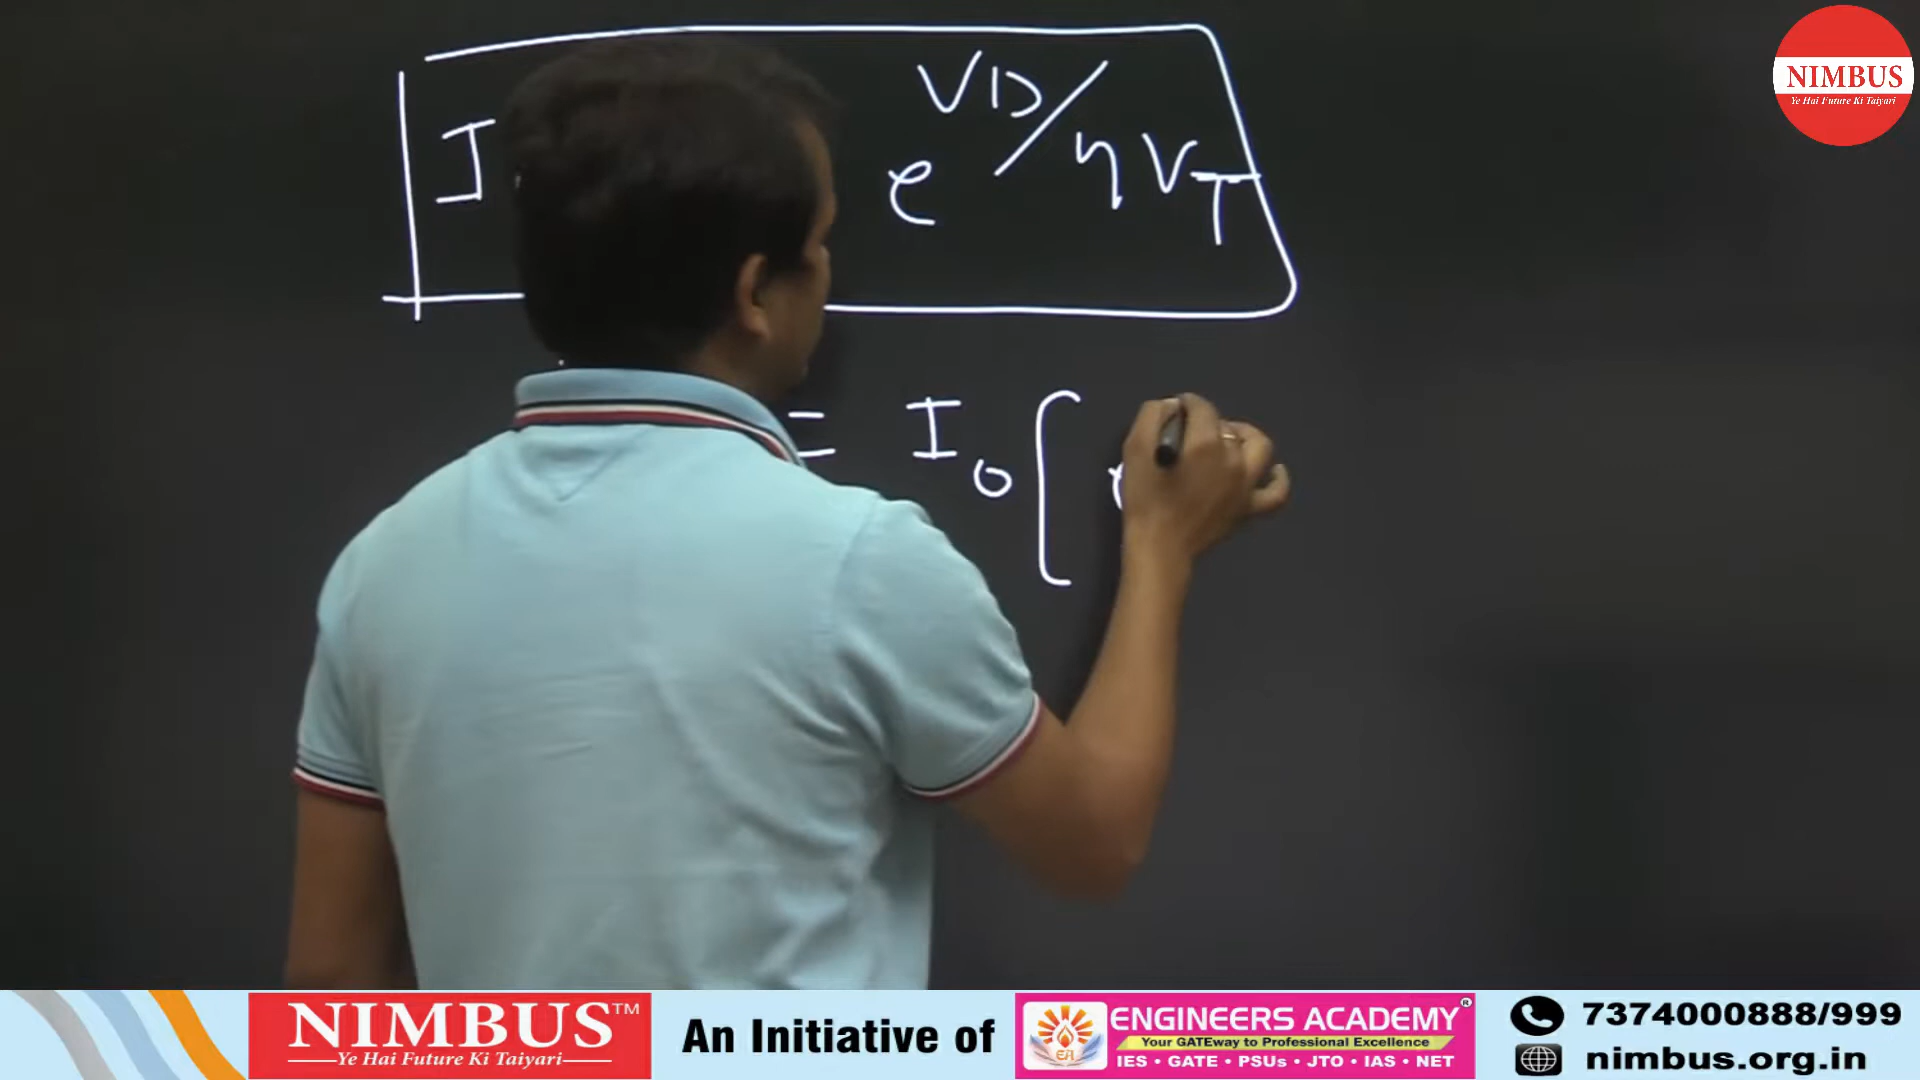 I e^VD/ηVT
= I₀ [ e
NIMBUS
Ye Hai Future Ki Taiyari
NIMBUS™
Ye Hai Future Ki Taiyari
An Initiative of
EA
ENGINEERS ACADEMY®
Your GATEway to Professional Excellence
IES • GATE • PSUs • JTO • IAS • NET
7374000888/999
nimbus.org.in